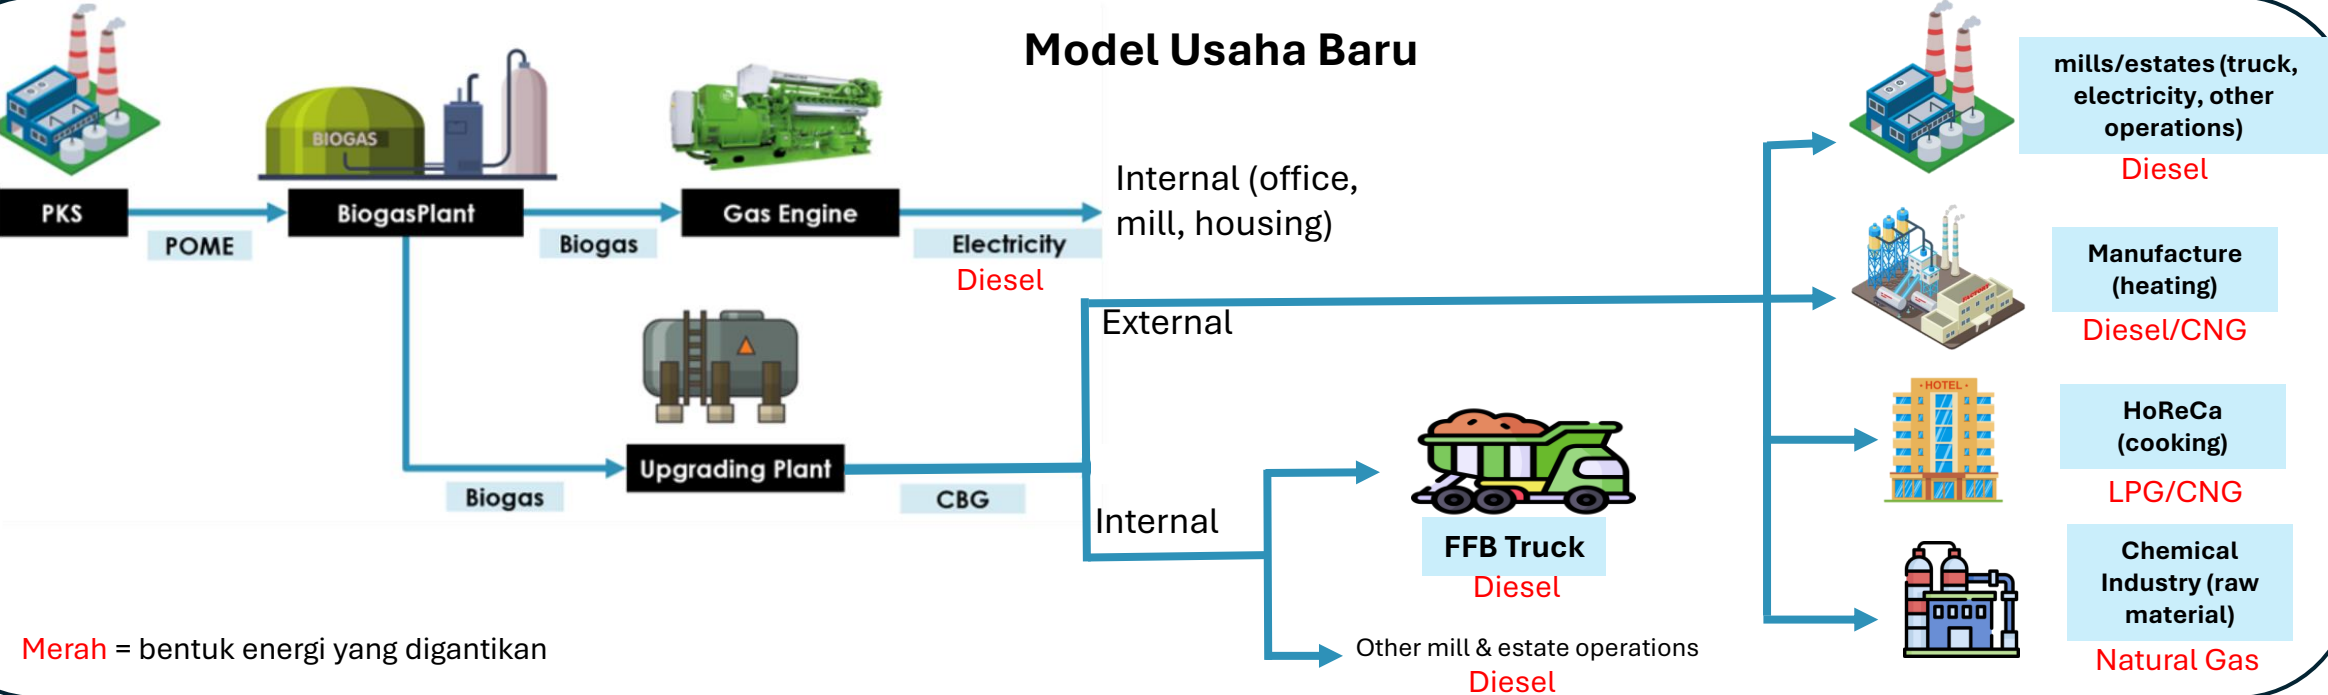 Model Usaha Baru
BIOGAS
PKS
POME
BiogasPlant
Biogas
Gas Engine
Electricity
Diesel
Internal (office,
mill, housing)
Biogas
Upgrading Plant
CBG
External
Internal
FFB Truck
Diesel
Other mill & estate operations
Diesel
mills/estates (truck,
electricity, other
operations)
Diesel
FACTORY
Manufacture
(heating)
Diesel/CNG
HOTEL
HoReCa
(cooking)
LPG/CNG
Chemical
Industry (raw
material)
Natural Gas
Merah = bentuk energi yang digantikan